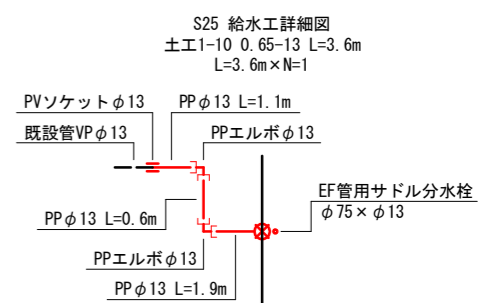 S25 給水工詳細図
土工1-10 0.65-13 L=3.6m
L=3.6m×N=1
PVソケットφ13
PPφ13 L=1.1m
既設管VPφ13
PPエルボφ13
EF管用サドル分水栓
φ75×φ13
PPφ13 L=0.6m
PPエルボφ13
PPφ13 L=1.9m